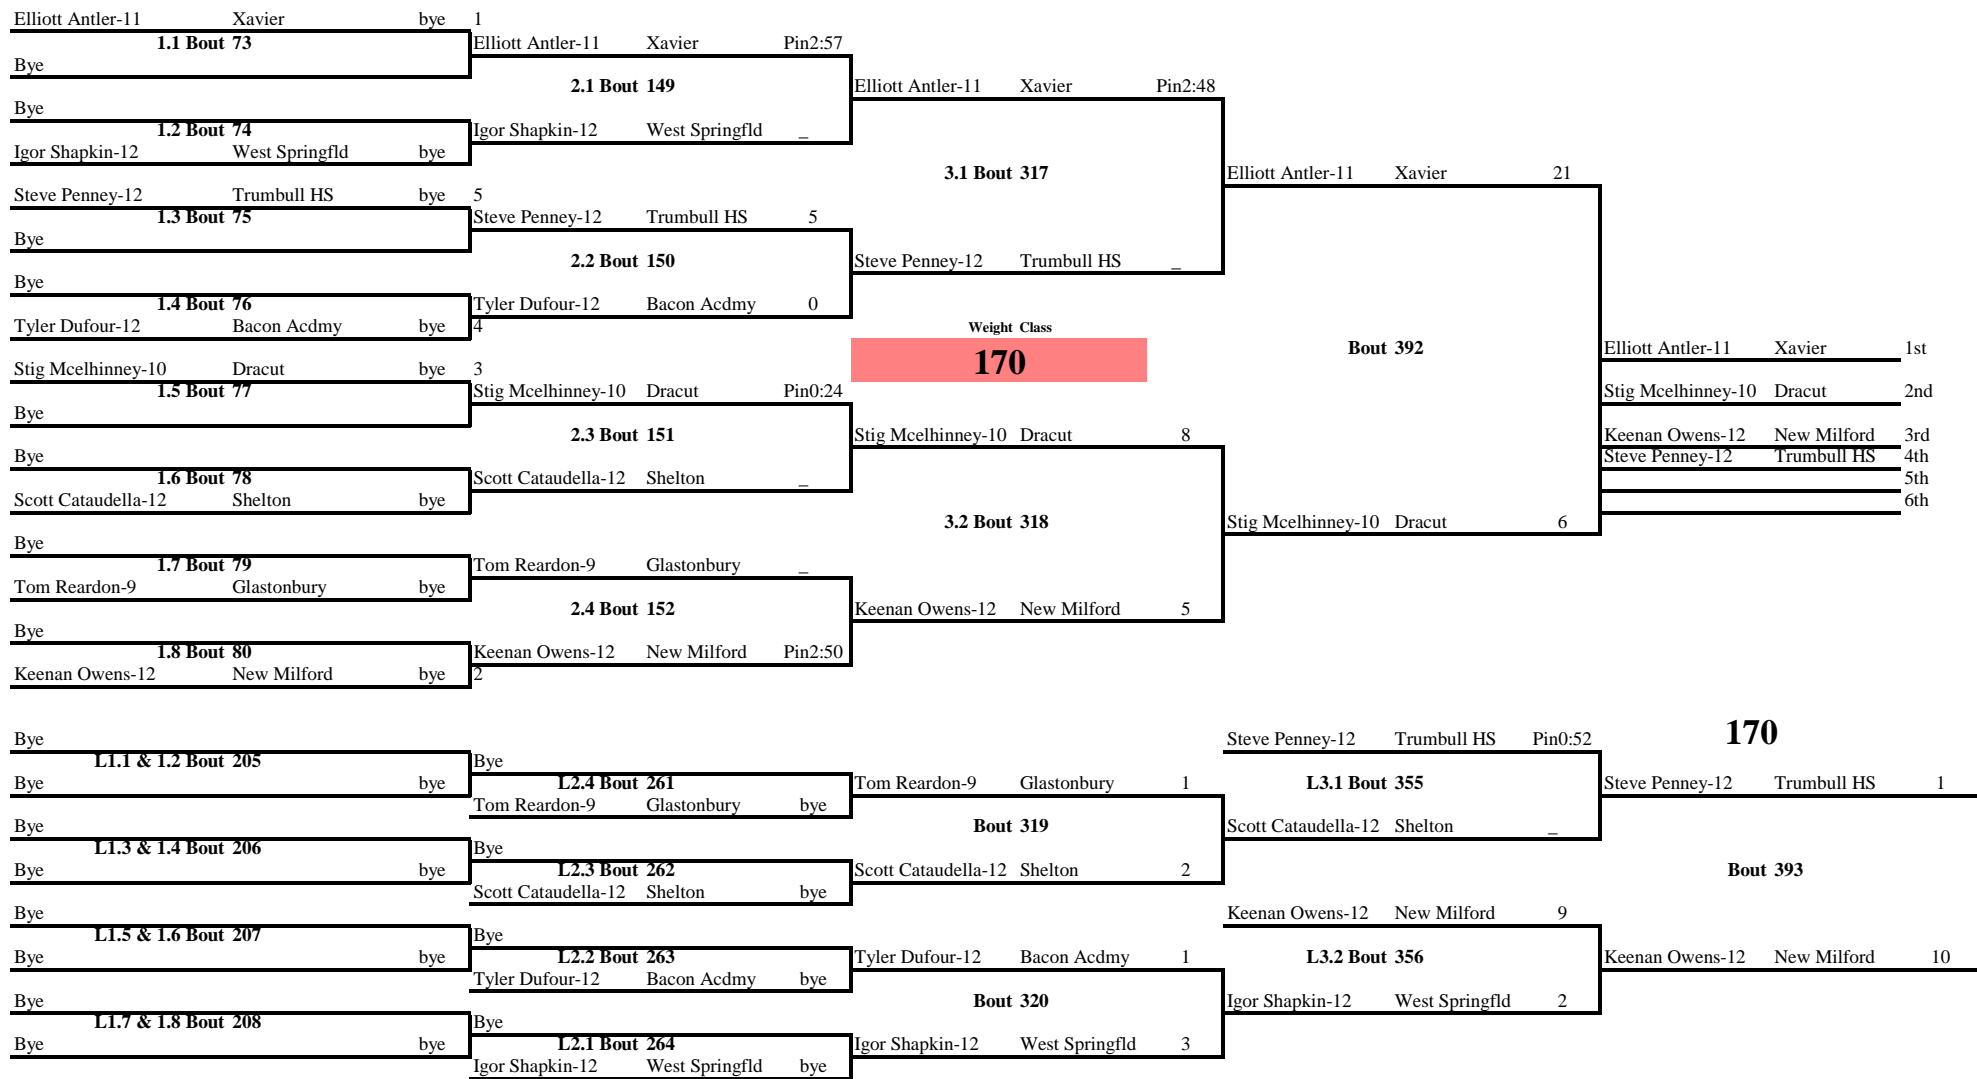 Elliott Antler-11 Xavier bye 1
1.1 Bout 73 Elliott Antler-11 Xavier Pin2:57
Bye
2.1 Bout 149 Elliott Antler-11 Xavier Pin2:48
Bye
1.2 Bout 74 Igor Shapkin-12 West Springfld _
Igor Shapkin-12 West Springfld bye
3.1 Bout 317 Elliott Antler-11 Xavier 21
Steve Penney-12 Trumbull HS bye 5
1.3 Bout 75 Steve Penney-12 Trumbull HS 5
Bye
2.2 Bout 150 Steve Penney-12 Trumbull HS _
Bye
1.4 Bout 76 Tyler Dufour-12 Bacon Acdmy 0
Tyler Dufour-12 Bacon Acdmy bye 4 Weight Class
Bout 392 Elliott Antler-11 Xavier 1st
Stig Mcelhinney-10 Dracut bye 3 170
1.5 Bout 77 Stig Mcelhinney-10 Dracut Pin0:24 Stig Mcelhinney-10 Dracut 2nd
Bye
2.3 Bout 151 Stig Mcelhinney-10 Dracut 8 Keenan Owens-12 New Milford 3rd
Bye Steve Penney-12 Trumbull HS 4th
1.6 Bout 78 Scott Cataudella-12 Shelton _ 5th
Scott Cataudella-12 Shelton bye 6th
3.2 Bout 318 Stig Mcelhinney-10 Dracut 6
Bye
1.7 Bout 79 Tom Reardon-9 Glastonbury _
Tom Reardon-9 Glastonbury bye
2.4 Bout 152 Keenan Owens-12 New Milford 5
Bye
1.8 Bout 80 Keenan Owens-12 New Milford Pin2:50
Keenan Owens-12 New Milford bye 2
Bye Steve Penney-12 Trumbull HS Pin0:52 170
L1.1 & 1.2 Bout 205 Bye
Bye bye L2.4 Bout 261 Tom Reardon-9 Glastonbury 1 L3.1 Bout 355 Steve Penney-12 Trumbull HS 1
Tom Reardon-9 Glastonbury bye
Bye Bout 319 Scott Cataudella-12 Shelton _
L1.3 & 1.4 Bout 206 Bye
Bye bye L2.3 Bout 262 Scott Cataudella-12 Shelton 2 Bout 393
Scott Cataudella-12 Shelton bye
Bye Keenan Owens-12 New Milford 9
L1.5 & 1.6 Bout 207 Bye
Bye bye L2.2 Bout 263 Tyler Dufour-12 Bacon Acdmy 1 L3.2 Bout 356 Keenan Owens-12 New Milford 10
Tyler Dufour-12 Bacon Acdmy bye
Bye Bout 320 Igor Shapkin-12 West Springfld 2
L1.7 & 1.8 Bout 208 Bye
Bye bye L2.1 Bout 264 Igor Shapkin-12 West Springfld 3
Igor Shapkin-12 West Springfld bye